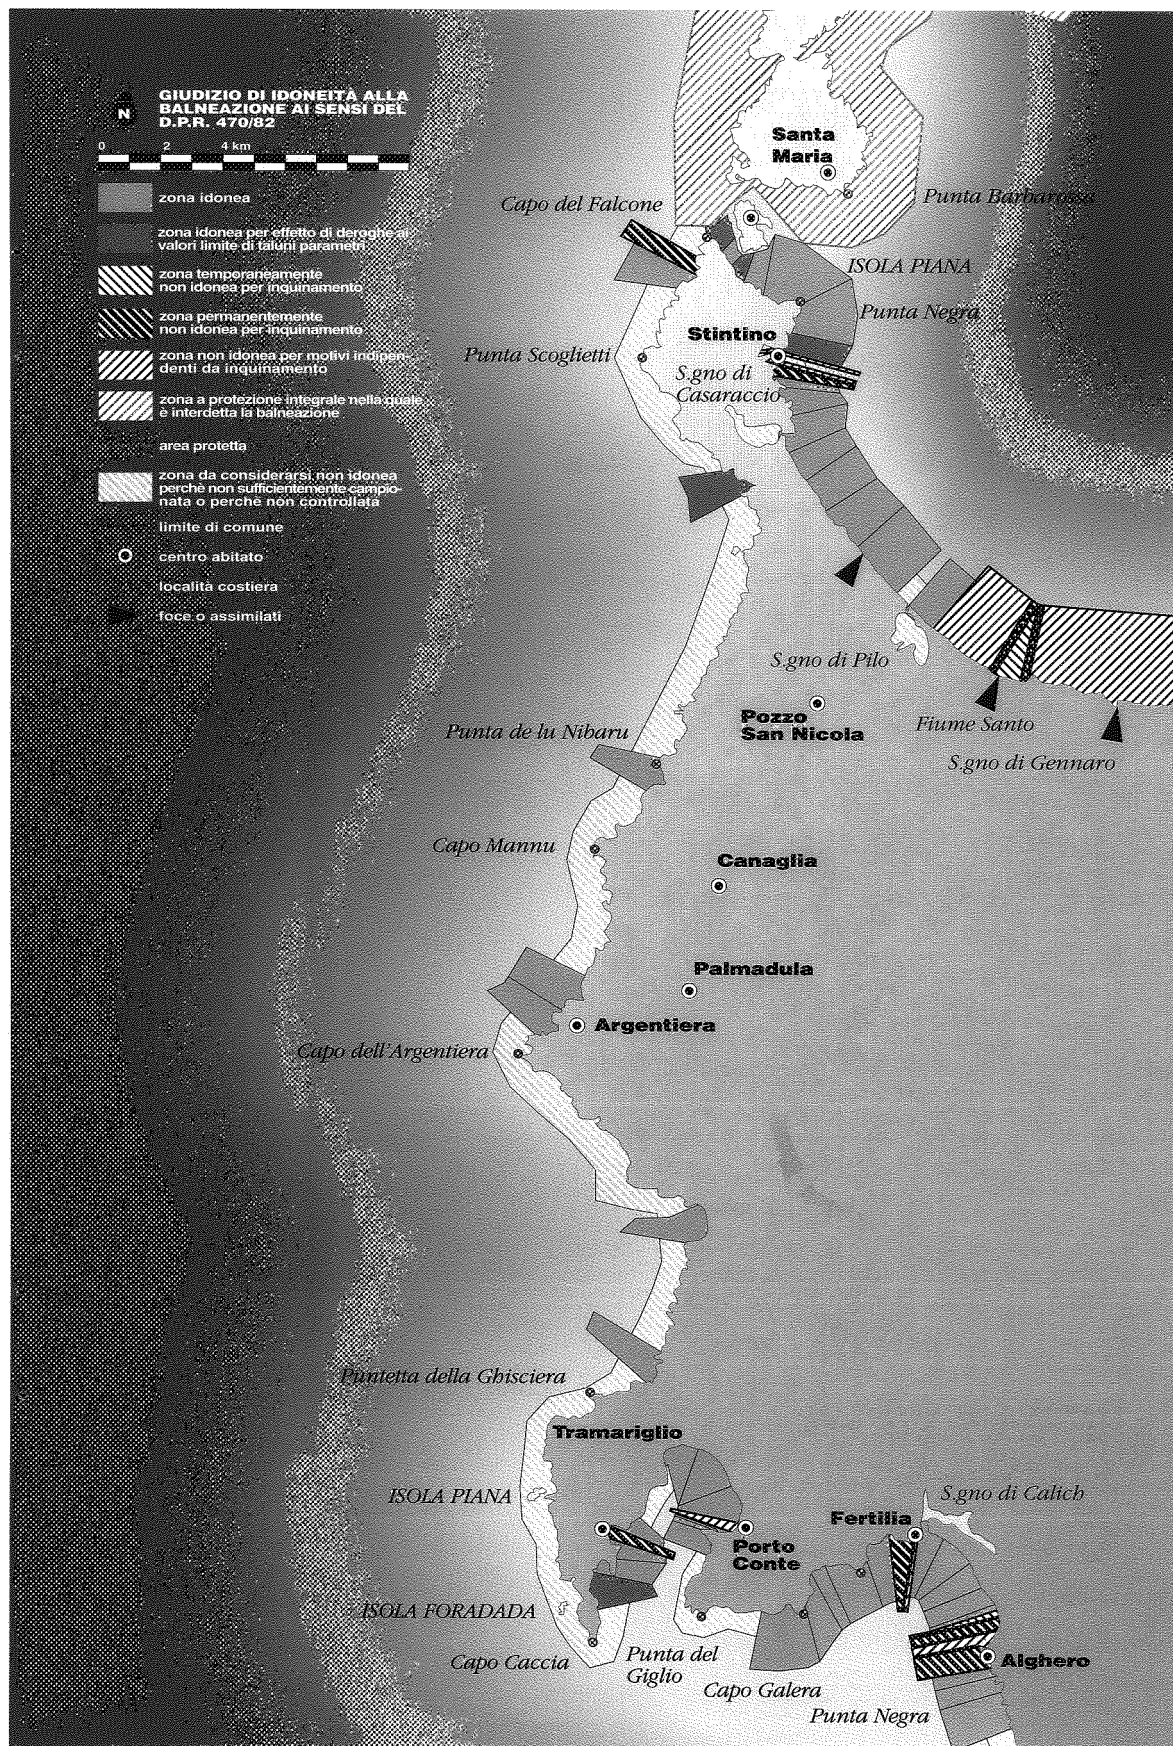 GIUDIZIO DI IDONEITÀ ALLA
BALNEAZIONE AI SENSI DEL
D.P.R. 470/82
N
0 2 4 km
zona idonea
zona idonea per effetto di deroghe ai
valori limite di taluni parametri
zona temporaneamente
non idonea per inquinamento
zona permanentemente
non idonea per inquinamento
zona non idonea per motivi indipen-
denti da inquinamento
zona a protezione integrale nella quale
è interdetta la balneazione
area protetta
zona da considerarsi non idonea
perchè non sufficientemente campio-
nata o perchè non controllata
limite di comune
centro abitato
località costiera
foce o assimilati
Santa
Maria
Punta Barbarossa
Capo del Falcone
ISOLA PIANA
Punta Negra
Stintino
Punta Scoglietti
S.gno di
Casaraccio
S.gno di Pilo
Pozzo
San Nicola
Fiume Santo
S.gno di Gennaro
Punta de lu Nibaru
Capo Mannu
Canaglia
Palmadula
Argentiera
Capo dell'Argentiera
Puntetta della Ghisciera
Tramariglio
ISOLA PIANA
S.gno di Calich
Fertilia
Porto
Conte
ISOLA FORADADA
Capo Caccia
Punta del
Giglio
Capo Galera
Alghero
Punta Negra